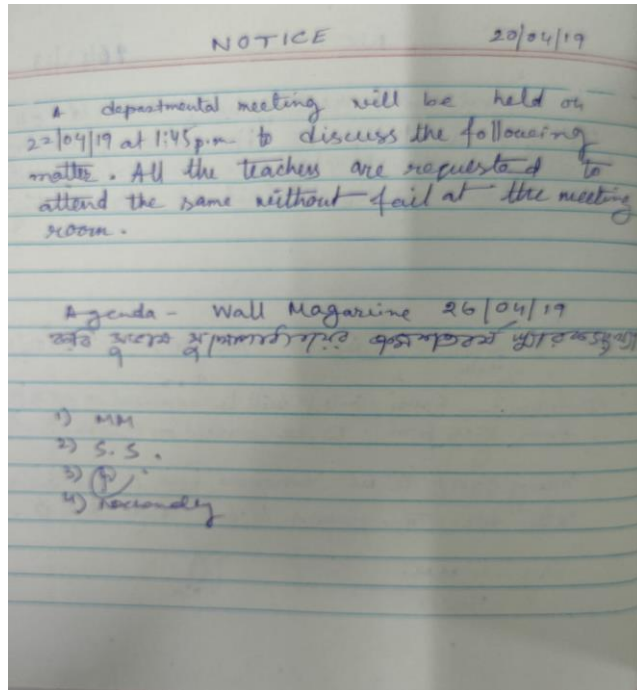 NOTICE 20/04/19
A departmental meeting will be held on
22/04/19 at 1:45 p.m. to discuss the following
matter. All the teachers are requested to
attend the same without fail at the meeting
room.
Agenda - Wall Magazine 26/04/19
1) MM
2) S.S.
3)
4)